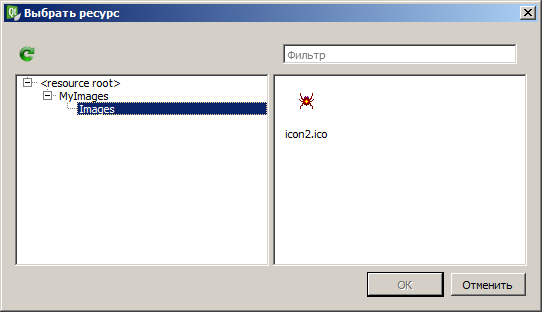 Выбрать ресурс
Фильтр
<resource root>
MyImages
Images
icon2.ico
OK
Отменить